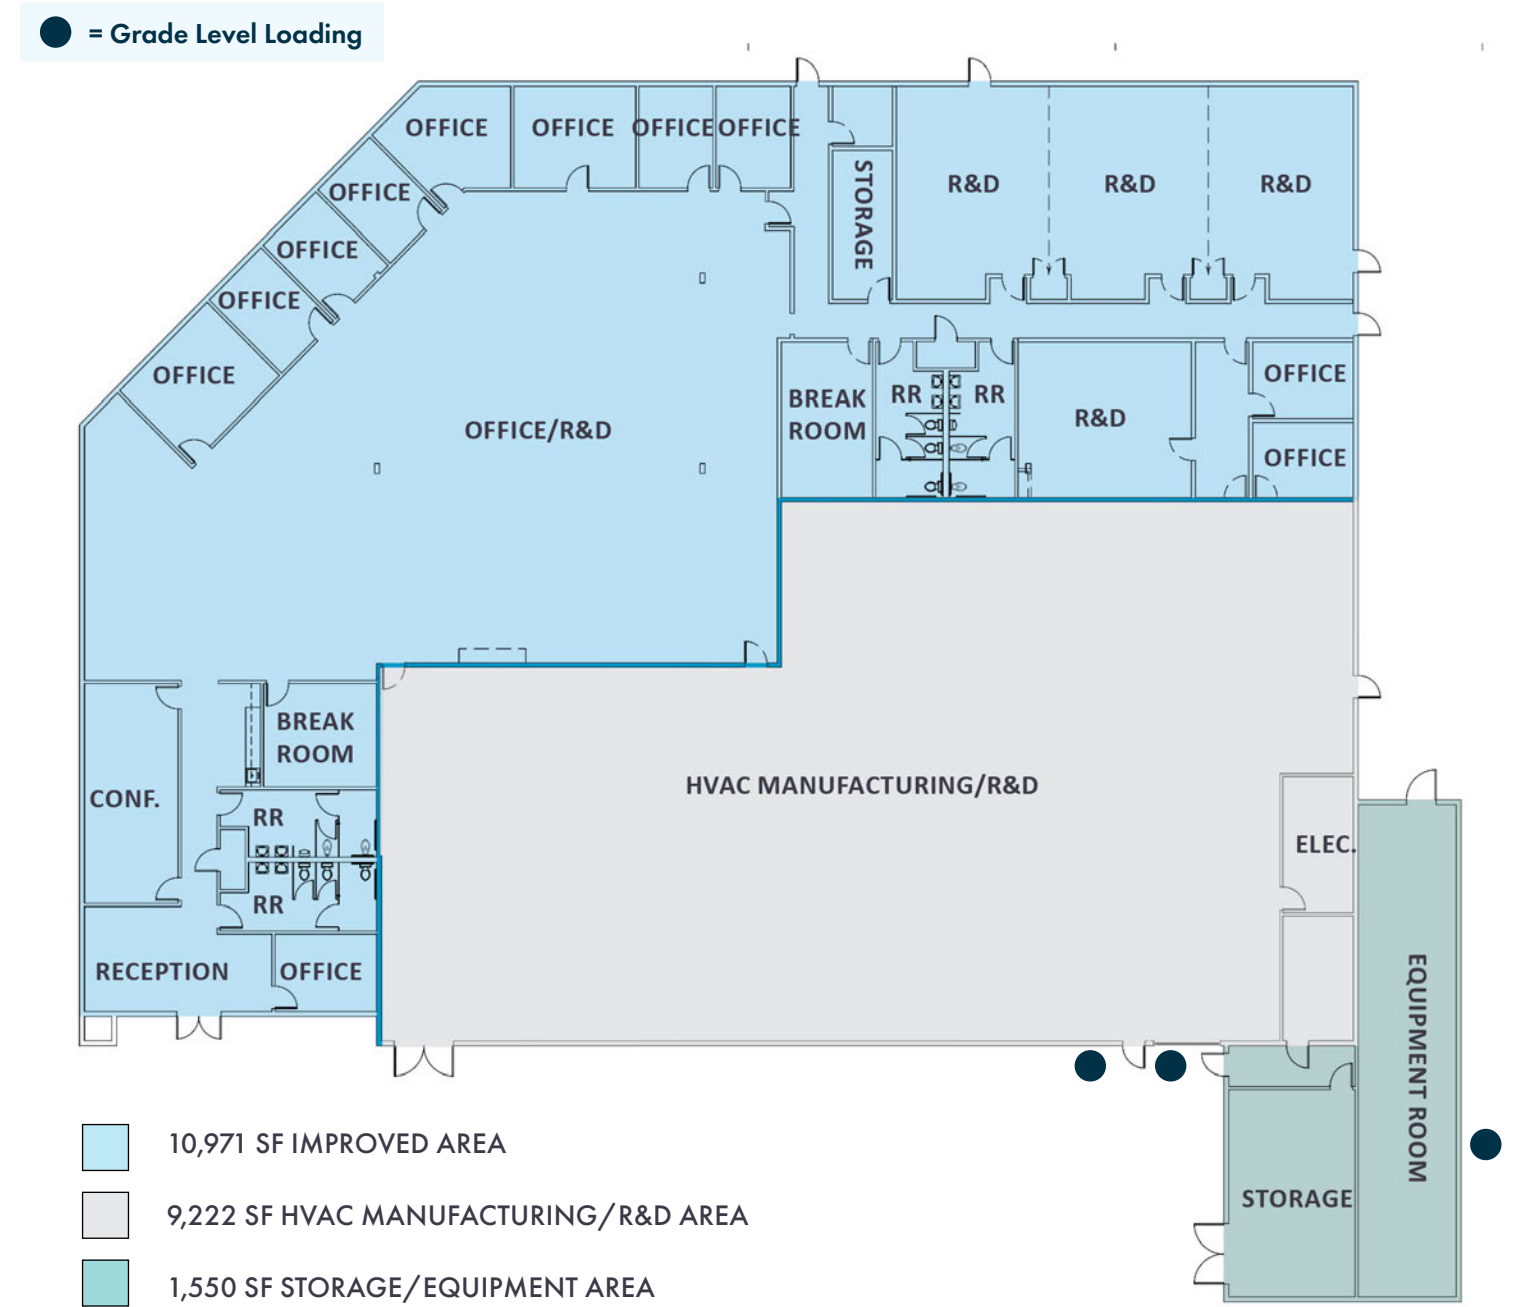 = Grade Level Loading
OFFICE
OFFICE
OFFICE
OFFICE
OFFICE
OFFICE
OFFICE
OFFICE
STORAGE
R&D
R&D
R&D
OFFICE/R&D
BREAK
ROOM
RR
RR
R&D
OFFICE
OFFICE
BREAK
ROOM
CONF.
RR
RR
RECEPTION
OFFICE
HVAC MANUFACTURING/R&D
ELEC.
EQUIPMENT ROOM
STORAGE
10,971 SF IMPROVED AREA
9,222 SF HVAC MANUFACTURING/R&D AREA
1,550 SF STORAGE/EQUIPMENT AREA